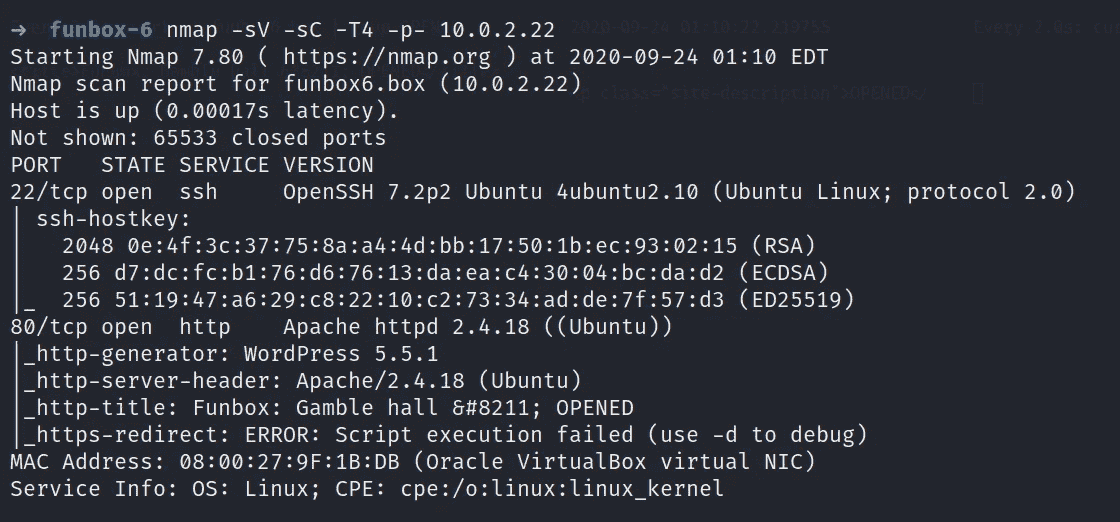 → funbox-6 nmap -sV -sC -T4 -p- 10.0.2.22
Starting Nmap 7.80 ( https://nmap.org ) at 2020-09-24 01:10 EDT
Nmap scan report for funbox6.box (10.0.2.22)
p class="site-description">OPENED</
Host is up (0.00017s latency).
Not shown: 65533 closed ports
PORT   STATE SERVICE VERSION
22/tcp open  ssh     OpenSSH 7.2p2 Ubuntu 4ubuntu2.10 (Ubuntu Linux; protocol 2.0)
| ssh-hostkey:
|   2048 0e:4f:3c:37:75:8a:a4:4d:bb:17:50:1b:ec:93:02:15 (RSA)
|   256 d7:dc:fc:b1:76:d6:76:13:da:ea:c4:30:04:bc:da:d2 (ECDSA)
|_  256 51:19:47:a6:29:c8:22:10:c2:73:34:ad:de:7f:57:d3 (ED25519)
80/tcp open  http    Apache httpd 2.4.18 ((Ubuntu))
|_http-generator: WordPress 5.5.1
|_http-server-header: Apache/2.4.18 (Ubuntu)
|_http-title: Funbox: Gamble hall &#8211; OPENED
|_https-redirect: ERROR: Script execution failed (use -d to debug)
MAC Address: 08:00:27:9F:1B:DB (Oracle VirtualBox virtual NIC)
Service Info: OS: Linux; CPE: cpe:/o:linux:linux_kernel